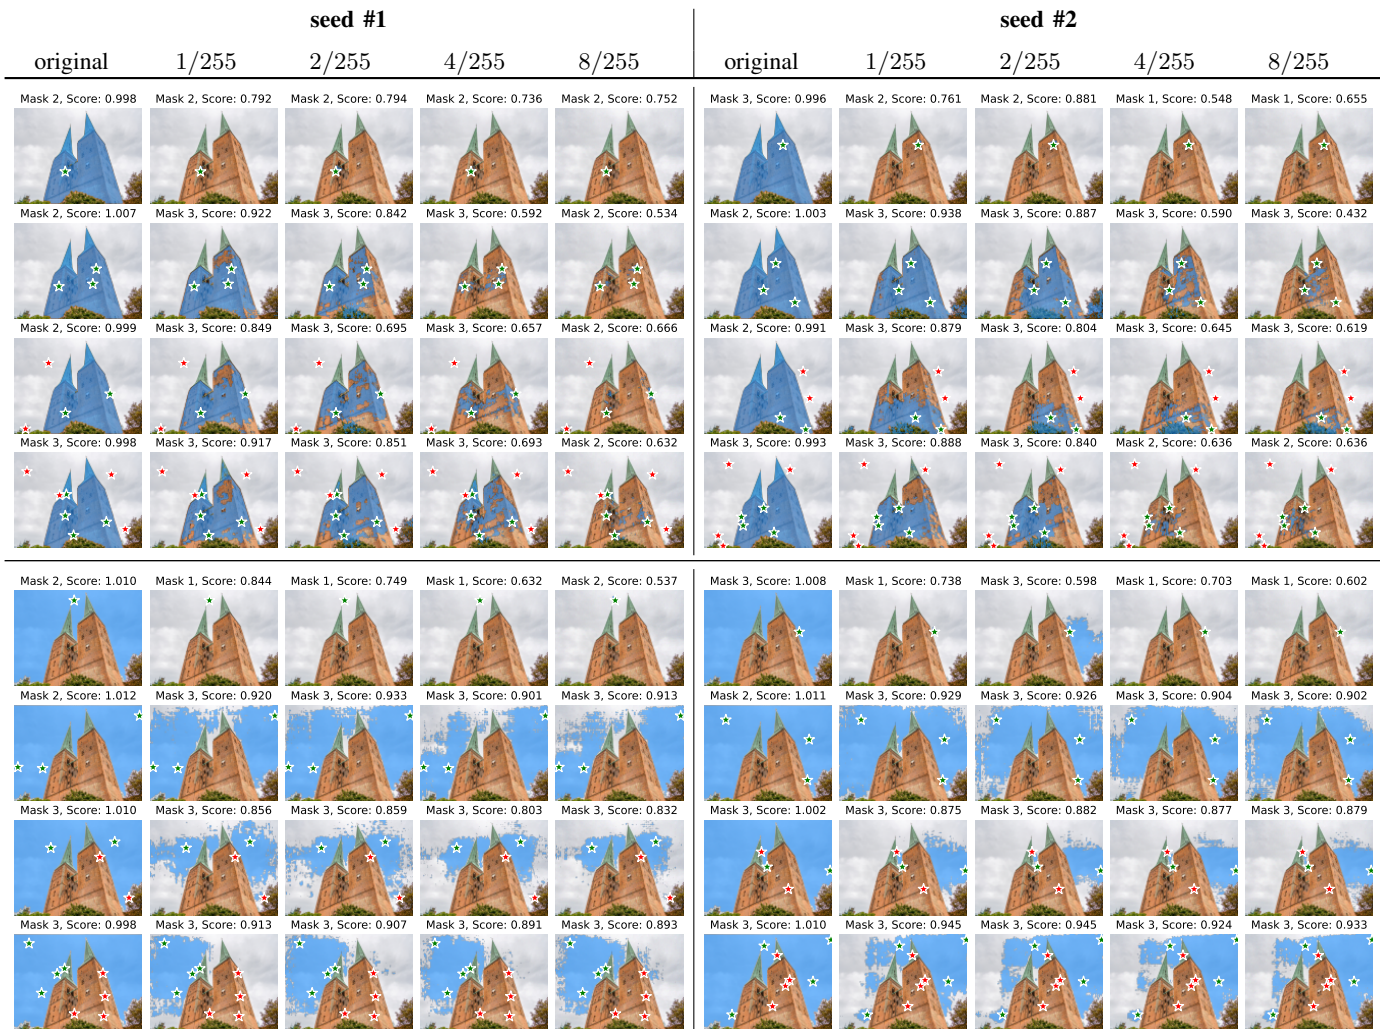 seed #1 seed #2
original 1/255 2/255 4/255 8/255 original 1/255 2/255 4/255 8/255
Mask 2, Score: 0.998 Mask 2, Score: 0.792 Mask 2, Score: 0.794 Mask 2, Score: 0.736 Mask 2, Score: 0.752 Mask 3, Score: 0.996 Mask 2, Score: 0.761 Mask 2, Score: 0.881 Mask 1, Score: 0.548 Mask 1, Score: 0.655
Mask 2, Score: 1.007 Mask 3, Score: 0.922 Mask 3, Score: 0.842 Mask 3, Score: 0.592 Mask 2, Score: 0.534 Mask 2, Score: 1.003 Mask 3, Score: 0.938 Mask 3, Score: 0.887 Mask 3, Score: 0.590 Mask 3, Score: 0.432
Mask 2, Score: 0.999 Mask 3, Score: 0.849 Mask 3, Score: 0.695 Mask 3, Score: 0.657 Mask 2, Score: 0.666 Mask 2, Score: 0.991 Mask 3, Score: 0.879 Mask 3, Score: 0.804 Mask 3, Score: 0.645 Mask 3, Score: 0.619
Mask 3, Score: 0.998 Mask 3, Score: 0.917 Mask 3, Score: 0.851 Mask 3, Score: 0.693 Mask 2, Score: 0.632 Mask 3, Score: 0.993 Mask 3, Score: 0.888 Mask 3, Score: 0.840 Mask 2, Score: 0.636 Mask 2, Score: 0.636
Mask 2, Score: 1.010 Mask 1, Score: 0.844 Mask 1, Score: 0.749 Mask 1, Score: 0.632 Mask 2, Score: 0.537 Mask 3, Score: 1.008 Mask 1, Score: 0.738 Mask 3, Score: 0.598 Mask 1, Score: 0.703 Mask 1, Score: 0.602
Mask 2, Score: 1.012 Mask 3, Score: 0.920 Mask 3, Score: 0.933 Mask 3, Score: 0.901 Mask 3, Score: 0.913 Mask 2, Score: 1.011 Mask 3, Score: 0.929 Mask 3, Score: 0.926 Mask 3, Score: 0.904 Mask 3, Score: 0.902
Mask 3, Score: 1.010 Mask 3, Score: 0.856 Mask 3, Score: 0.859 Mask 3, Score: 0.803 Mask 3, Score: 0.832 Mask 3, Score: 1.002 Mask 3, Score: 0.875 Mask 3, Score: 0.882 Mask 3, Score: 0.877 Mask 3, Score: 0.879
Mask 3, Score: 0.998 Mask 3, Score: 0.913 Mask 3, Score: 0.907 Mask 3, Score: 0.891 Mask 3, Score: 0.893 Mask 3, Score: 1.010 Mask 3, Score: 0.945 Mask 3, Score: 0.945 Mask 3, Score: 0.924 Mask 3, Score: 0.933